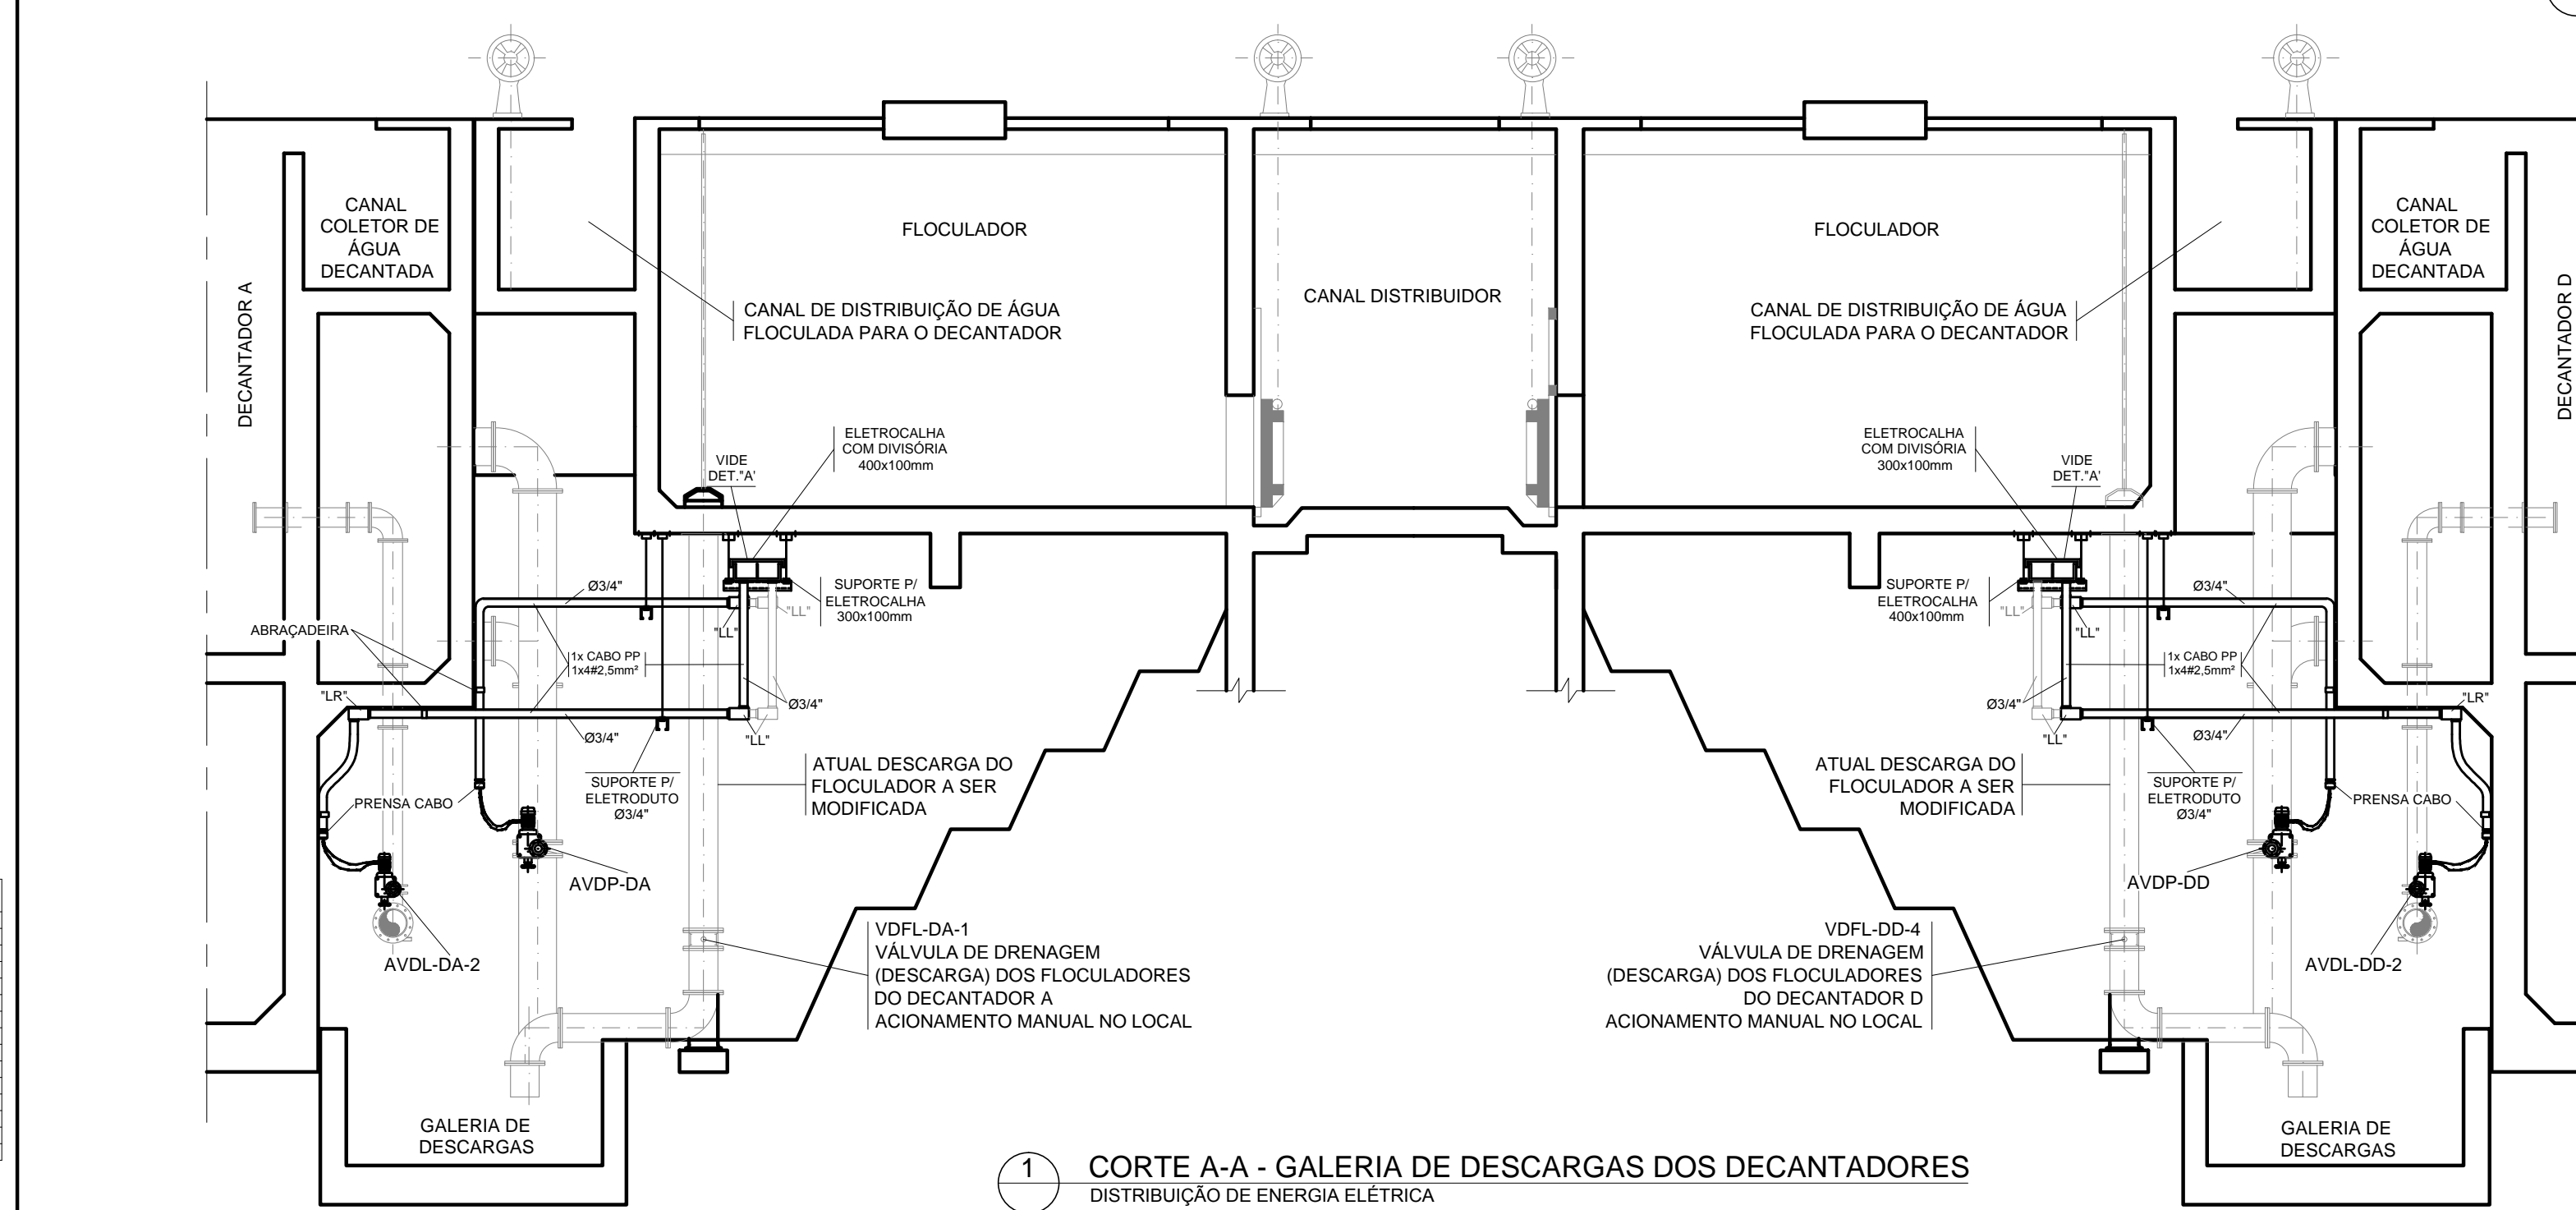 DECANTADOR A
CANAL
COLETOR DE
ÁGUA
DECANTADA
FLOCULADOR
CANAL DE DISTRIBUIÇÃO DE ÁGUA
FLOCULADA PARA O DECANTADOR
CANAL DISTRIBUIDOR
FLOCULADOR
CANAL DE DISTRIBUIÇÃO DE ÁGUA
FLOCULADA PARA O DECANTADOR
CANAL
COLETOR DE
ÁGUA
DECANTADA
DECANTADOR D
ELETROCALHA
COM DIVISÓRIA
400x100mm
VIDE
DET."A'
ELETROCALHA
COM DIVISÓRIA
300x100mm
VIDE
DET."A'
Ø3/4"
SUPORTE P/
ELETROCALHA
300x100mm
"LL"
"LL"
ABRAÇADEIRA
1x CABO PP
1x4#2,5mm²
"LR"
Ø3/4"
Ø3/4"
"LL"
SUPORTE P/
ELETRODUTO
Ø3/4"
PRENSA CABO
ATUAL DESCARGA DO
FLOCULADOR A SER
MODIFICADA
AVDP-DA
AVDL-DA-2
VDFL-DA-1
VÁLVULA DE DRENAGEM
(DESCARGA) DOS FLOCULADORES
DO DECANTADOR A
ACIONAMENTO MANUAL NO LOCAL
GALERIA DE
DESCARGAS
SUPORTE P/
ELETROCALHA
400x100mm
"LL"
"LL"
Ø3/4"
1x CABO PP
1x4#2,5mm²
Ø3/4"
"LR"
"LL"
Ø3/4"
ATUAL DESCARGA DO
FLOCULADOR A SER
MODIFICADA
SUPORTE P/
ELETRODUTO
Ø3/4"
PRENSA CABO
AVDP-DD
AVDL-DD-2
VDFL-DD-4
VÁLVULA DE DRENAGEM
(DESCARGA) DOS FLOCULADORES
DO DECANTADOR D
ACIONAMENTO MANUAL NO LOCAL
GALERIA DE
DESCARGAS
1
CORTE A-A - GALERIA DE DESCARGAS DOS DECANTADORES
DISTRIBUIÇÃO DE ENERGIA ELÉTRICA